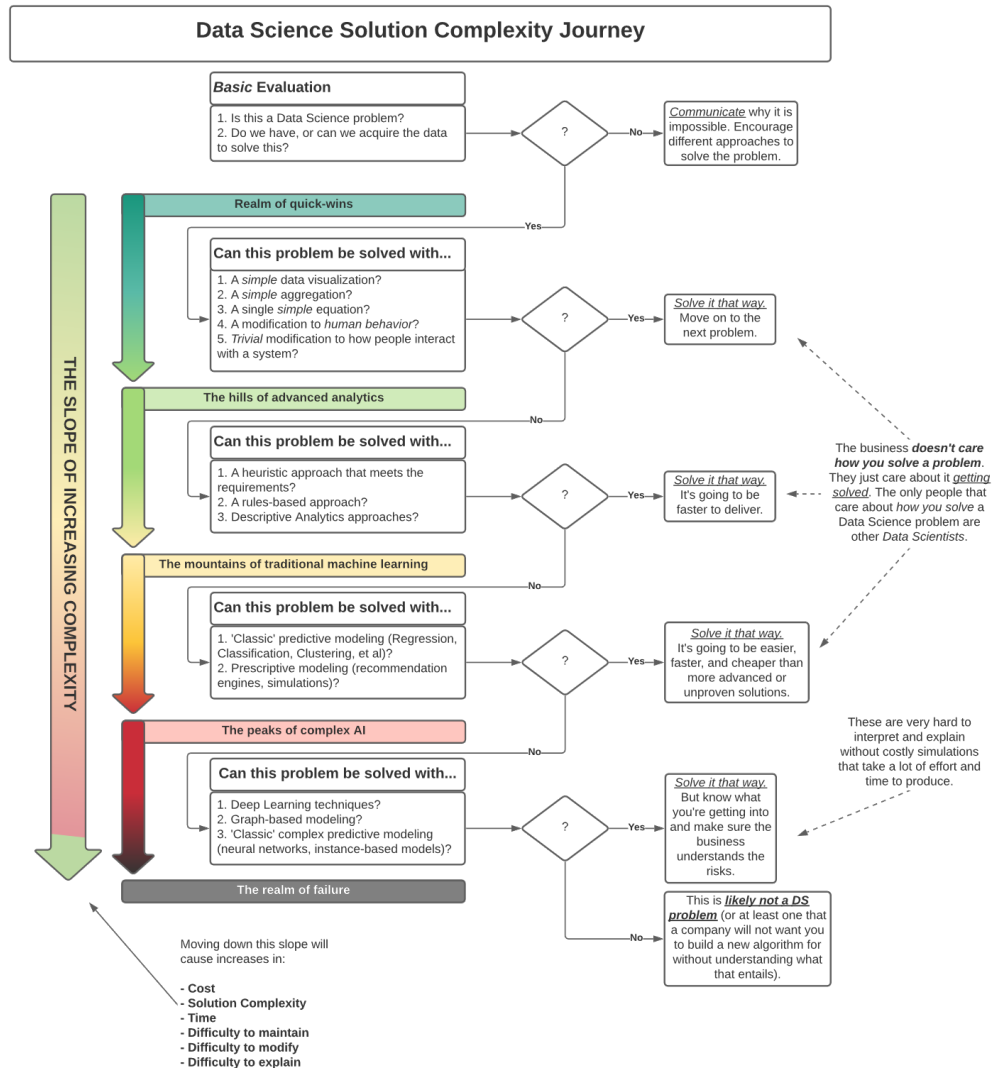 Data Science Solution Complexity Journey
Basic Evaluation
1. Is this a Data Science problem?
2. Do we have, or can we acquire the data
to solve this?
?
No
Communicate why it is
impossible. Encourage
different approaches to
solve the problem.
THE SLOPE OF INCREASING COMPLEXITY
Realm of quick-wins
Yes
Can this problem be solved with...
1. A simple data visualization?
2. A simple aggregation?
3. A single simple equation?
4. A modification to human behavior?
5. Trivial modification to how people interact
with a system?
?
Yes
Solve it that way.
Move on to the
next problem.
The hills of advanced analytics
No
Can this problem be solved with...
1. A heuristic approach that meets the
requirements?
2. A rules-based approach?
3. Descriptive Analytics approaches?
?
Yes
Solve it that way.
It's going to be
faster to deliver.
The business doesn't care
how you solve a problem.
They just care about it getting
solved. The only people that
care about how you solve a
Data Science problem are
other Data Scientists.
The mountains of traditional machine learning
No
Can this problem be solved with...
1. 'Classic' predictive modeling (Regression,
Classification, Clustering, et al)?
2. Prescriptive modeling (recommendation
engines, simulations)?
?
Yes
Solve it that way.
It's going to be easier,
faster, and cheaper than
more advanced or
unproven solutions.
The peaks of complex AI
No
Can this problem be solved with...
1. Deep Learning techniques?
2. Graph-based modeling?
3. 'Classic' complex predictive modeling
(neural networks, instance-based models)?
?
Yes
Solve it that way.
But know what
you're getting into
and make sure the
business
understands the
risks.
These are very hard to
interpret and explain
without costly simulations
that take a lot of effort and
time to produce.
The realm of failure
No
This is likely not a DS
problem (or at least one that
a company will not want you
to build a new algorithm for
without understanding what
that entails).
Moving down this slope will
cause increases in:
- Cost
- Solution Complexity
- Time
- Difficulty to maintain
- Difficulty to modify
- Difficulty to explain